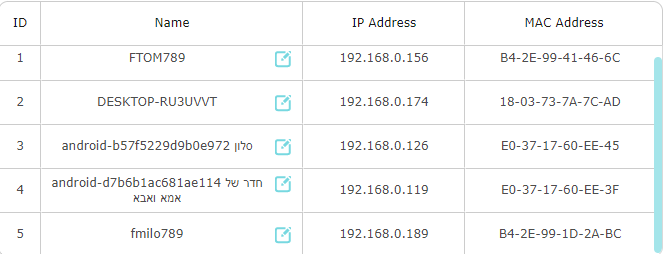 ID Name IP Address MAC Address
1 FTOM789 192.168.0.156 B4-2E-99-41-46-6C
2 DESKTOP-RU3UVVT 192.168.0.174 18-03-73-7A-7C-AD
3 android-b57f5229d9b0e972 סלון 192.168.0.126 E0-37-17-60-EE-45
4 android-d7b6b1ac681ae114 חדר של 192.168.0.119 E0-37-17-60-EE-3F
אמא ואבא
5 fmilo789 192.168.0.189 B4-2E-99-1D-2A-BC